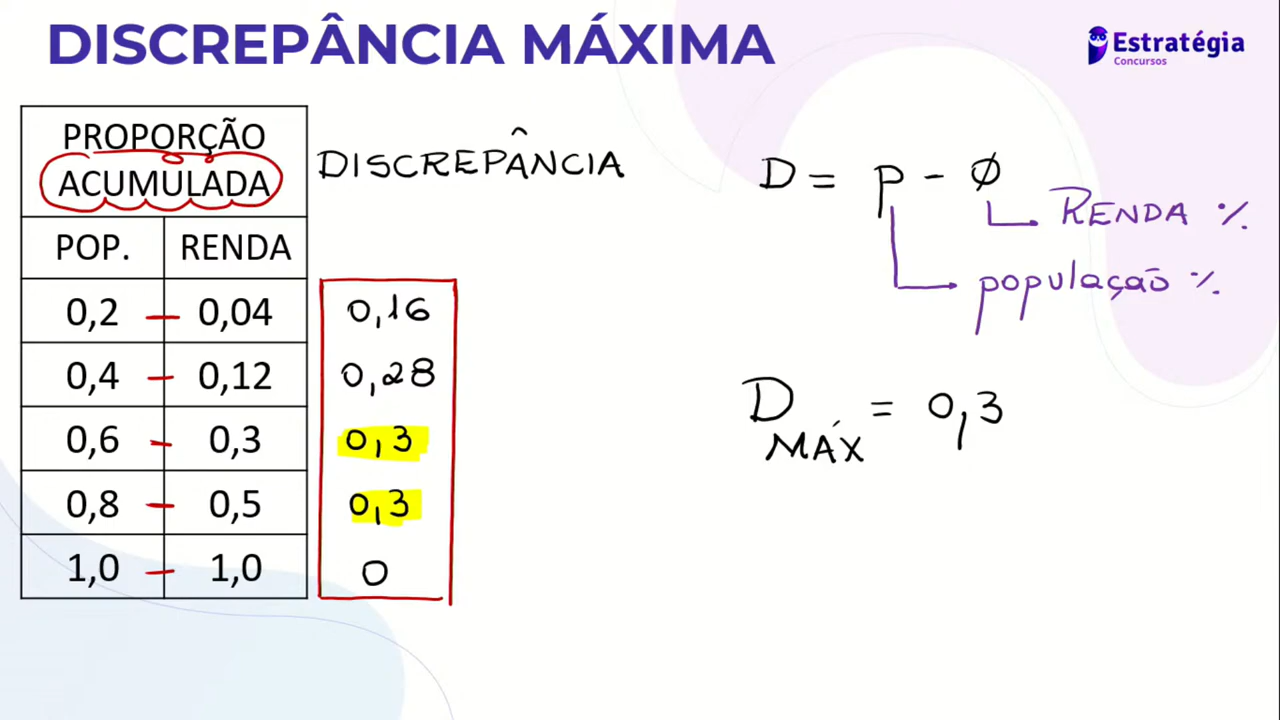 DISCREPÂNCIA MÁXIMA
Estratégia
Concursos
PROPORÇÃO
ACUMULADA
DISCREPÂNCIA
POP. RENDA
0,2 – 0,04 0,16
0,4 – 0,12 0,28
0,6 – 0,3 0,3
0,8 – 0,5 0,3
1,0 – 1,0 0
D = P - Ø
RENDA %
população %
D MÁX = 0,3